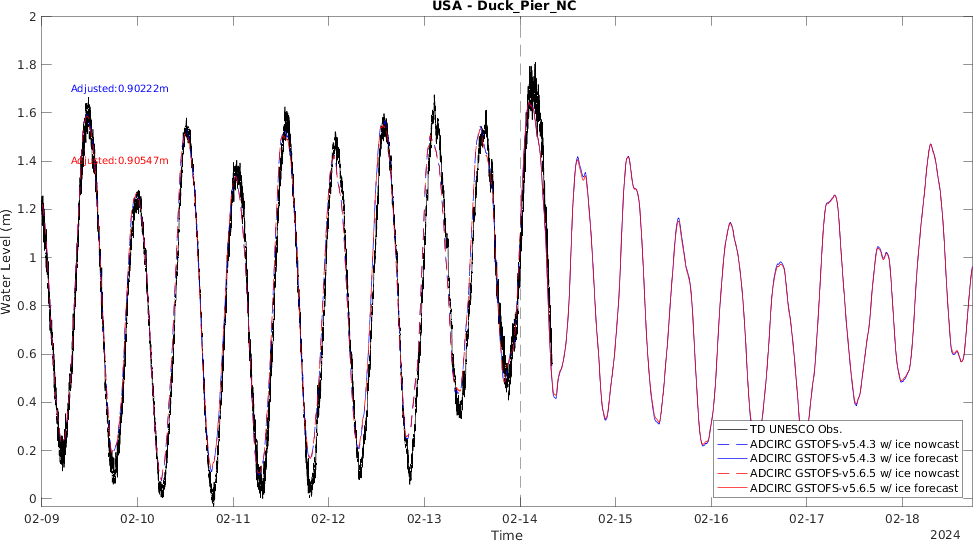 USA - Duck_Pier_NC
2
1.8
1.6
1.4
1.2
1
0.8
0.6
0.4
0.2
0
Water Level (m)
Adjusted:0.90222m
Adjusted:0.90547m
TD UNESCO Obs.
ADCIRC GSTOFS-v5.4.3 w/ ice nowcast
ADCIRC GSTOFS-v5.4.3 w/ ice forecast
ADCIRC GSTOFS-v5.6.5 w/ ice nowcast
ADCIRC GSTOFS-v5.6.5 w/ ice forecast
02-09 02-10 02-11 02-12 02-13 02-14 02-15 02-16 02-17 02-18
Time
2024